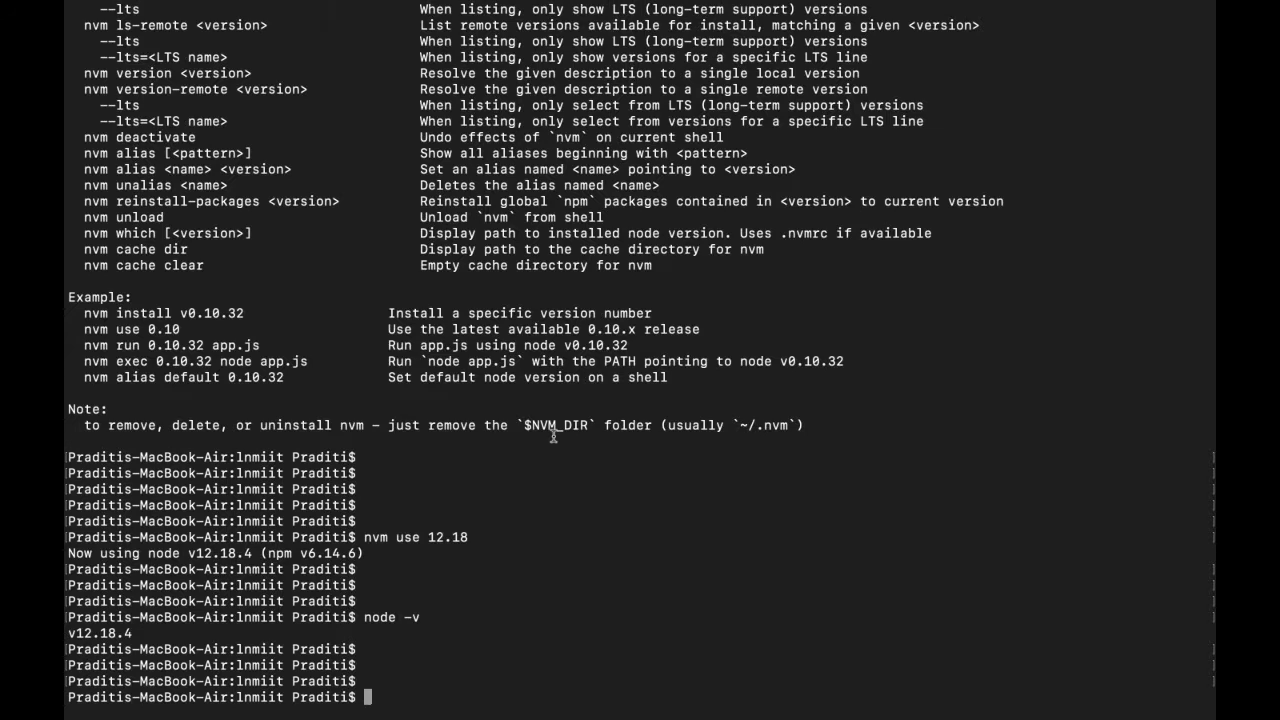 --lts When listing, only show LTS (long-term support) versions
nvm ls-remote <version> List remote versions available for install, matching a given <version>
--lts When listing, only show LTS (long-term support) versions
--lts=<LTS name> When listing, only show versions for a specific LTS line
nvm version <version> Resolve the given description to a single local version
nvm version-remote <version> Resolve the given description to a single remote version
--lts When listing, only select from LTS (long-term support) versions
--lts=<LTS name> When listing, only select from versions for a specific LTS line
nvm deactivate Undo effects of `nvm` on current shell
nvm alias [<pattern>] Show all aliases beginning with <pattern>
nvm alias <name> <version> Set an alias named <name> pointing to <version>
nvm unalias <name> Deletes the alias named <name>
nvm reinstall-packages <version> Reinstall global `npm` packages contained in <version> to current version
nvm unload Unload `nvm` from shell
nvm which [<version>] Display path to installed node version. Uses .nvmrc if available
nvm cache dir Display path to the cache directory for nvm
nvm cache clear Empty cache directory for nvm
Example:
nvm install v0.10.32 Install a specific version number
nvm use 0.10 Use the latest available 0.10.x release
nvm run 0.10.32 app.js Run app.js using node v0.10.32
nvm exec 0.10.32 node app.js Run `node app.js` with the PATH pointing to node v0.10.32
nvm alias default 0.10.32 Set default node version on a shell
Note:
to remove, delete, or uninstall nvm - just remove the `$NVM_DIR` folder (usually `~/.nvm`)
[Praditis-MacBook-Air:lnmiit Praditi$ ]
[Praditis-MacBook-Air:lnmiit Praditi$ ]
[Praditis-MacBook-Air:lnmiit Praditi$ ]
[Praditis-MacBook-Air:lnmiit Praditi$ ]
[Praditis-MacBook-Air:lnmiit Praditi$ ]
[Praditis-MacBook-Air:lnmiit Praditi$ nvm use 12.18 ]
Now using node v12.18.4 (npm v6.14.6)
[Praditis-MacBook-Air:lnmiit Praditi$ ]
[Praditis-MacBook-Air:lnmiit Praditi$ ]
[Praditis-MacBook-Air:lnmiit Praditi$ ]
[Praditis-MacBook-Air:lnmiit Praditi$ node -v ]
v12.18.4
[Praditis-MacBook-Air:lnmiit Praditi$ ]
[Praditis-MacBook-Air:lnmiit Praditi$ ]
[Praditis-MacBook-Air:lnmiit Praditi$ ]
Praditis-MacBook-Air:lnmiit Praditi$